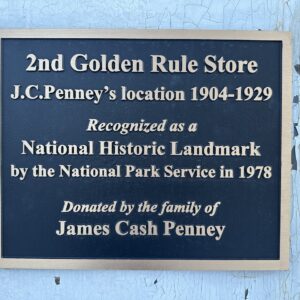 2nd Golden Rule Store
J.C.Penney's location 1904-1929
Recognized as a
National Historic Landmark
by the National Park Service in 1978
Donated by the family of
James Cash Penney